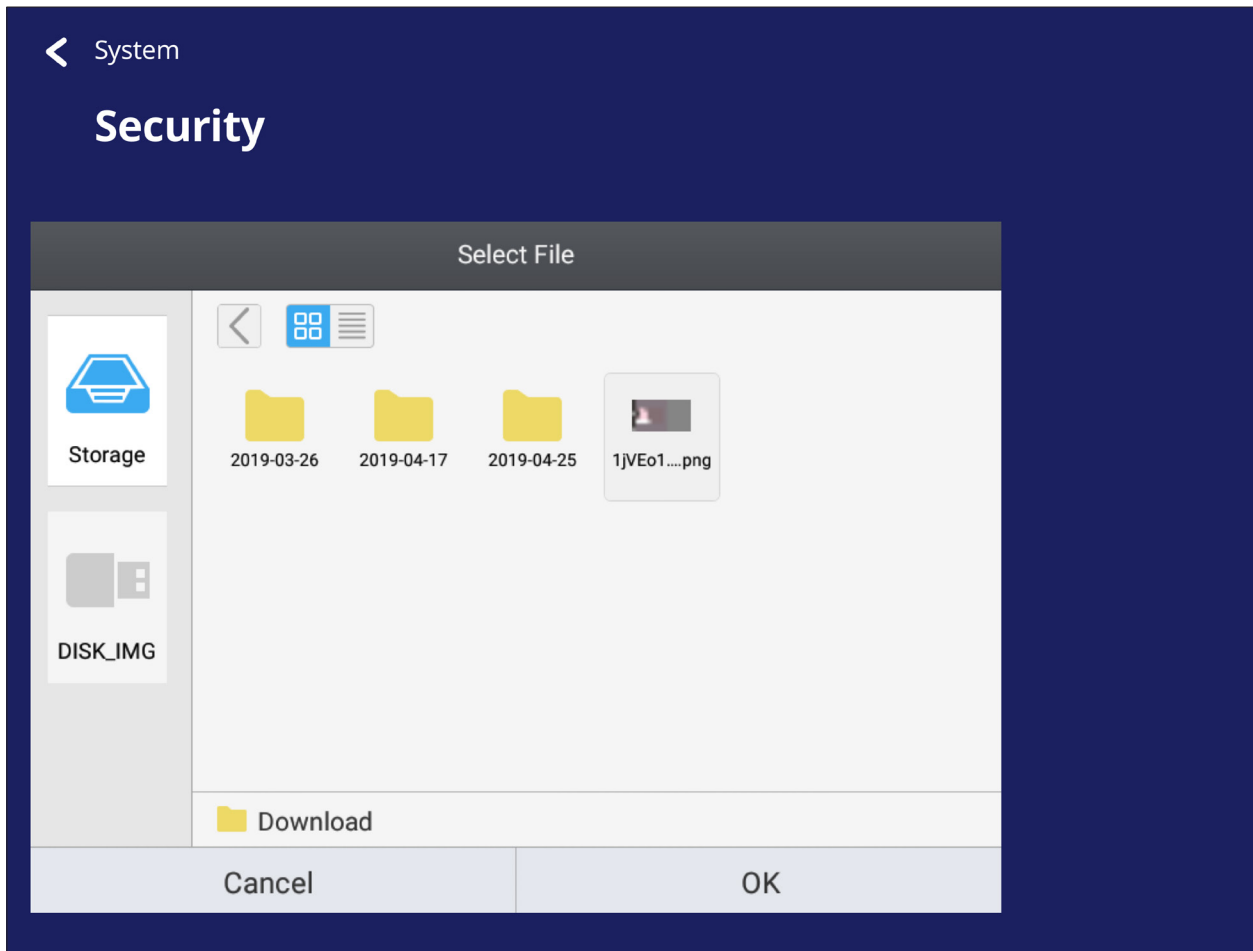 System
Security
Select File
Storage
2019-03-26
2019-04-17
2019-04-25
1jVEo1....png
DISK_IMG
Download
Cancel
OK